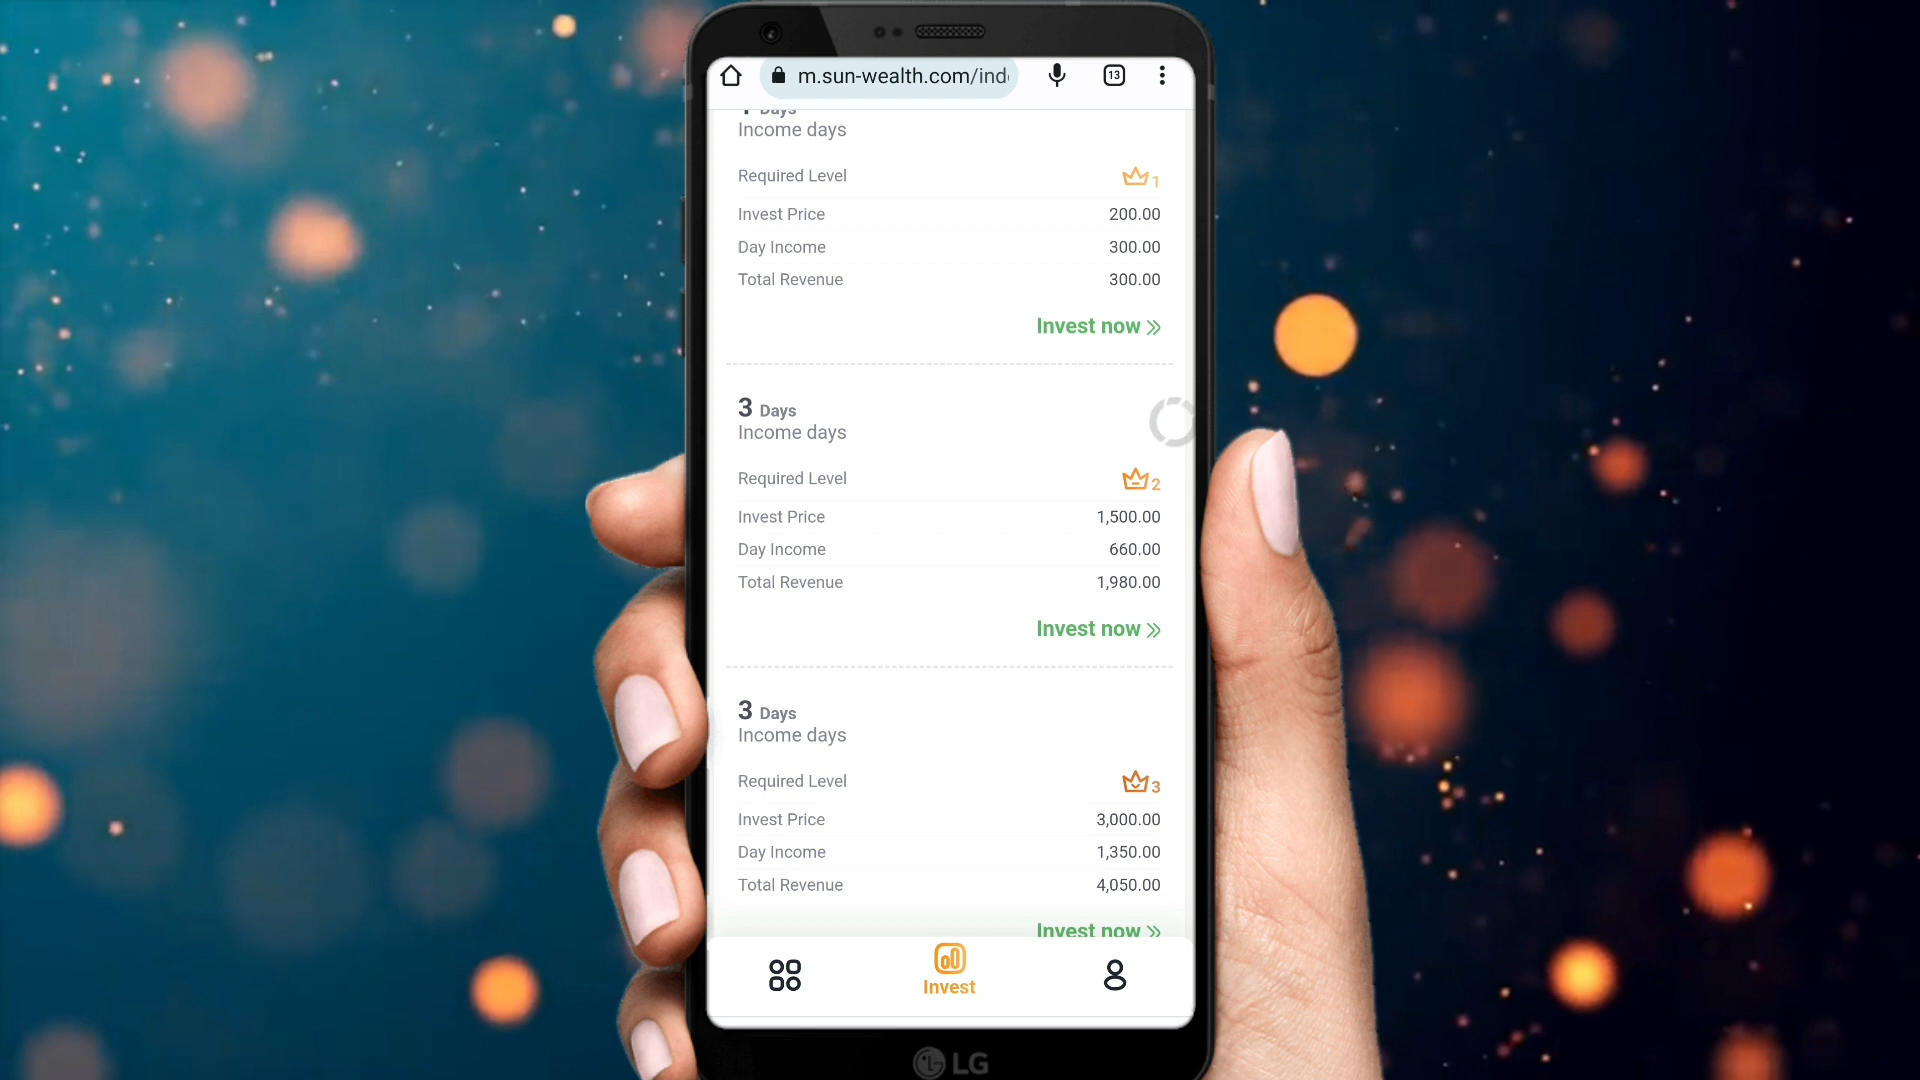 m.sun-wealth.com/ind
13
Days
Income days
Required Level 1
Invest Price 200.00
Day Income 300.00
Total Revenue 300.00
Invest now
3 Days
Income days
Required Level 2
Invest Price 1,500.00
Day Income 660.00
Total Revenue 1,980.00
Invest now
3 Days
Income days
Required Level 3
Invest Price 3,000.00
Day Income 1,350.00
Total Revenue 4,050.00
Invest now
Invest
LG